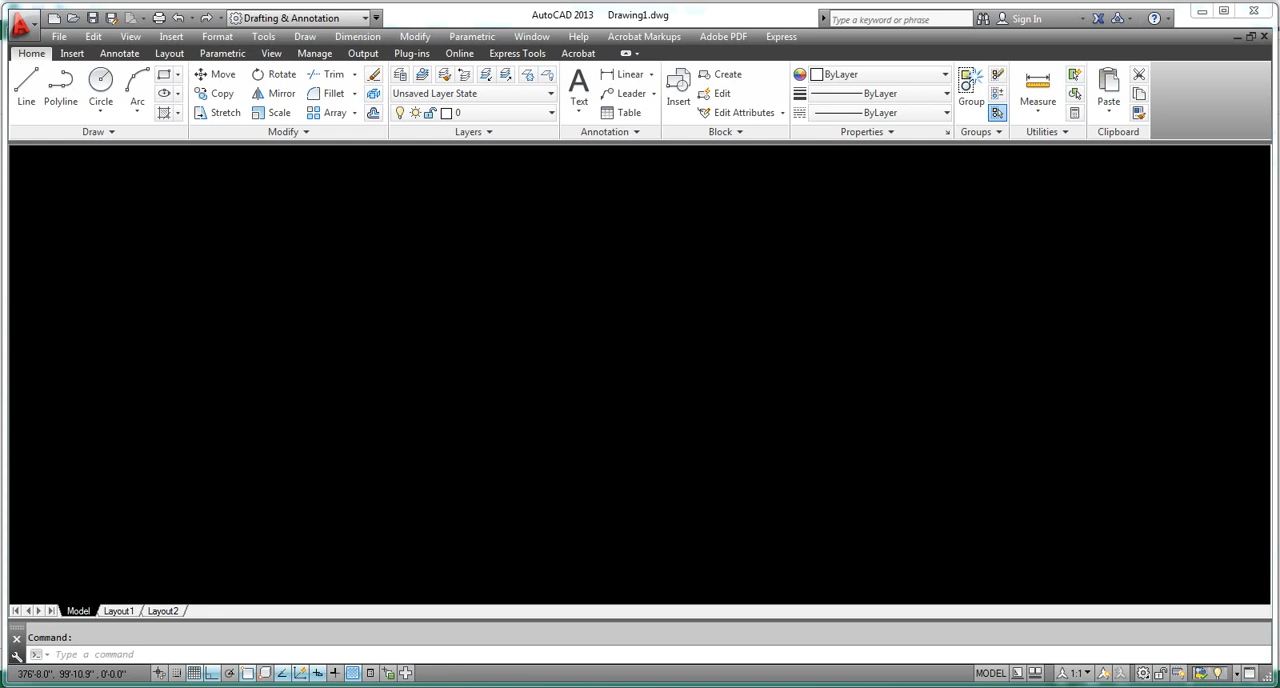 Drafting & Annotation AutoCAD 2013 Drawing1.dwg Type a keyword or phrase Sign In
File Edit View Insert Format Tools Draw Dimension Modify Parametric Window Help Acrobat Markups Adobe PDF Express
Home Insert Annotate Layout Parametric View Manage Output Plug-ins Online Express Tools Acrobat
Move Rotate Trim Linear Create ByLayer
Line Polyline Circle Arc Copy Mirror Fillet Unsaved Layer State Text Leader Insert Edit ByLayer Group Measure Paste
Stretch Scale Array 0 Table Edit Attributes ByLayer
Draw Modify Layers Annotation Block Properties Groups Utilities Clipboard
Model Layout1 Layout2
Command:
Type a command
376'-8.0", 99'-10.9", 0'-0.0" MODEL 1:1